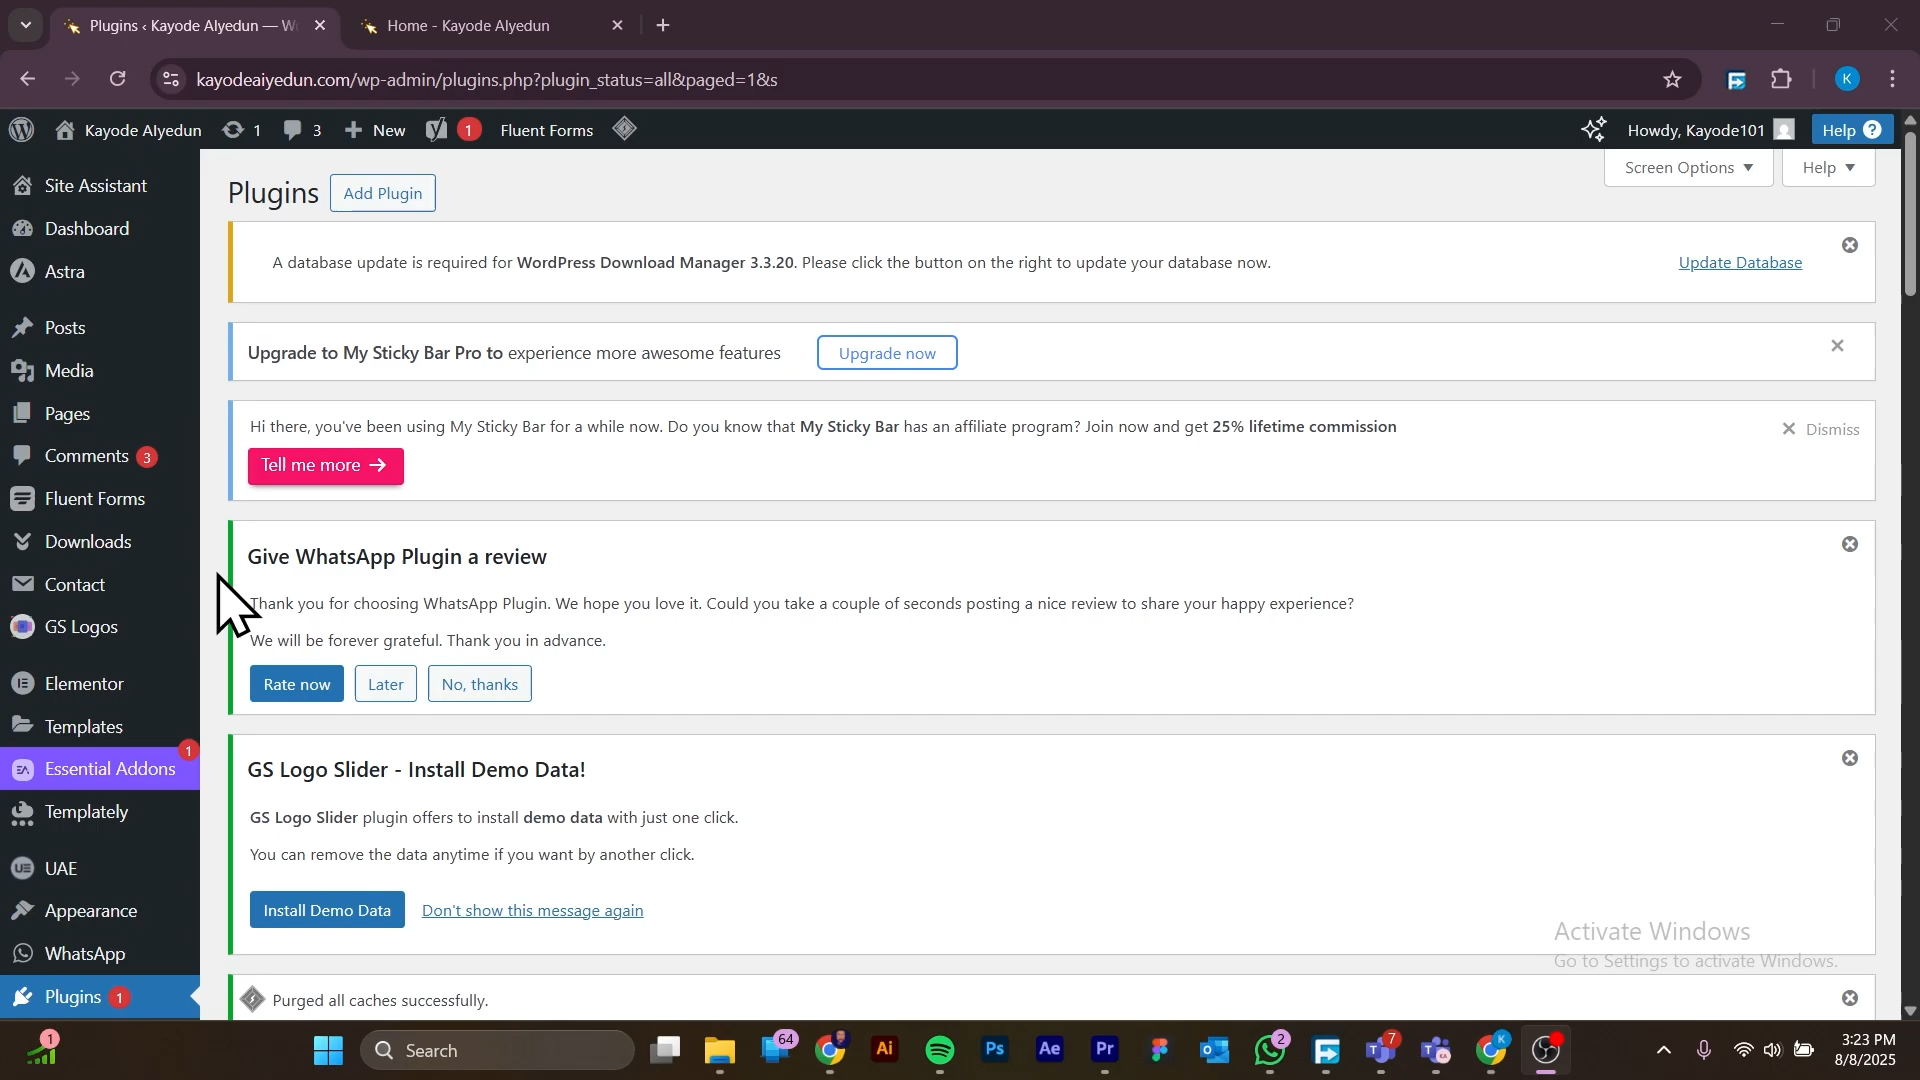 Plugins ‹ Kayode AIyedun — W
Home - Kayode AIyedun
kayodeaiyedun.com/wp-admin/plugins.php?plugin_status=all&paged=1&s
K
Kayode AIyedun
1
3
New
1
Fluent Forms
Howdy, Kayode101
Help
Screen Options
Help
Site Assistant
Dashboard
Astra
Posts
Media
Pages
Comments 3
Fluent Forms
Downloads
Contact
GS Logos
Elementor
Templates
Essential Addons
1
Templately
UAE
Appearance
WhatsApp
Plugins 1
Plugins
Add Plugin
A database update is required for WordPress Download Manager 3.3.20. Please click the button on the right to update your database now.
Update Database
Upgrade to My Sticky Bar Pro to experience more awesome features
Upgrade now
Hi there, you've been using My Sticky Bar for a while now. Do you know that My Sticky Bar has an affiliate program? Join now and get 25% lifetime commission
Dismiss
Tell me more →
Give WhatsApp Plugin a review
Thank you for choosing WhatsApp Plugin. We hope you love it. Could you take a couple of seconds posting a nice review to share your happy experience?
We will be forever grateful. Thank you in advance.
Rate now
Later
No, thanks
GS Logo Slider - Install Demo Data!
GS Logo Slider plugin offers to install demo data with just one click.
You can remove the data anytime if you want by another click.
Install Demo Data
Don't show this message again
Activate Windows
Go to Settings to activate Windows.
Purged all caches successfully.
1
Search
64
Ai
Ps
Ae
Pr
2
7
K
3:23 PM
8/8/2025